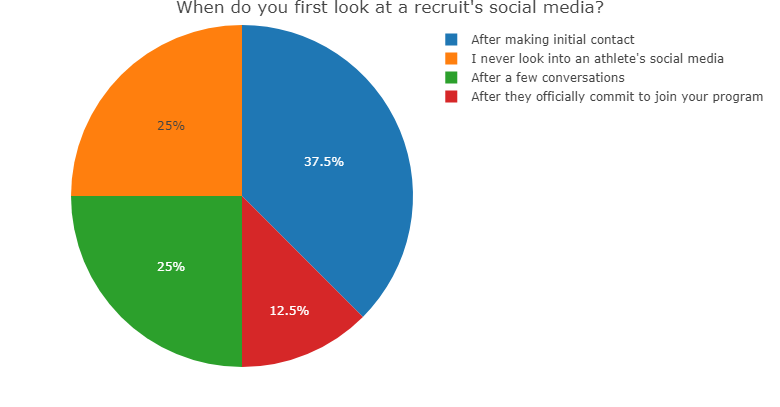 When do you first look at a recruit's social media?
After making initial contact
I never look into an athlete's social media
After a few conversations
After they officially commit to join your program
25%
37.5%
25%
12.5%